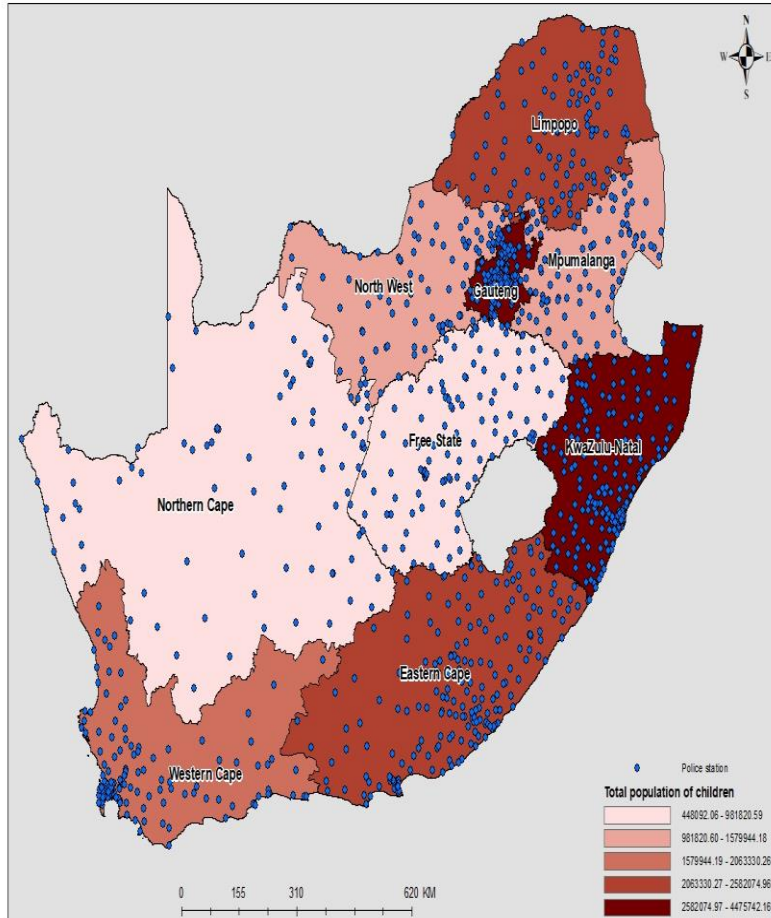 N
W E
S
Limpopo
Mpumalanga
North West
Gauteng
Free State
KwaZulu-Natal
Northern Cape
Eastern Cape
Western Cape
Police station
Total population of children
448092.06 - 981820.59
981820.60 - 1579944.18
1579944.19 - 2063330.26
2063330.27 - 2582074.96
2582074.97 - 4475742.16
0 155 310 620 KM